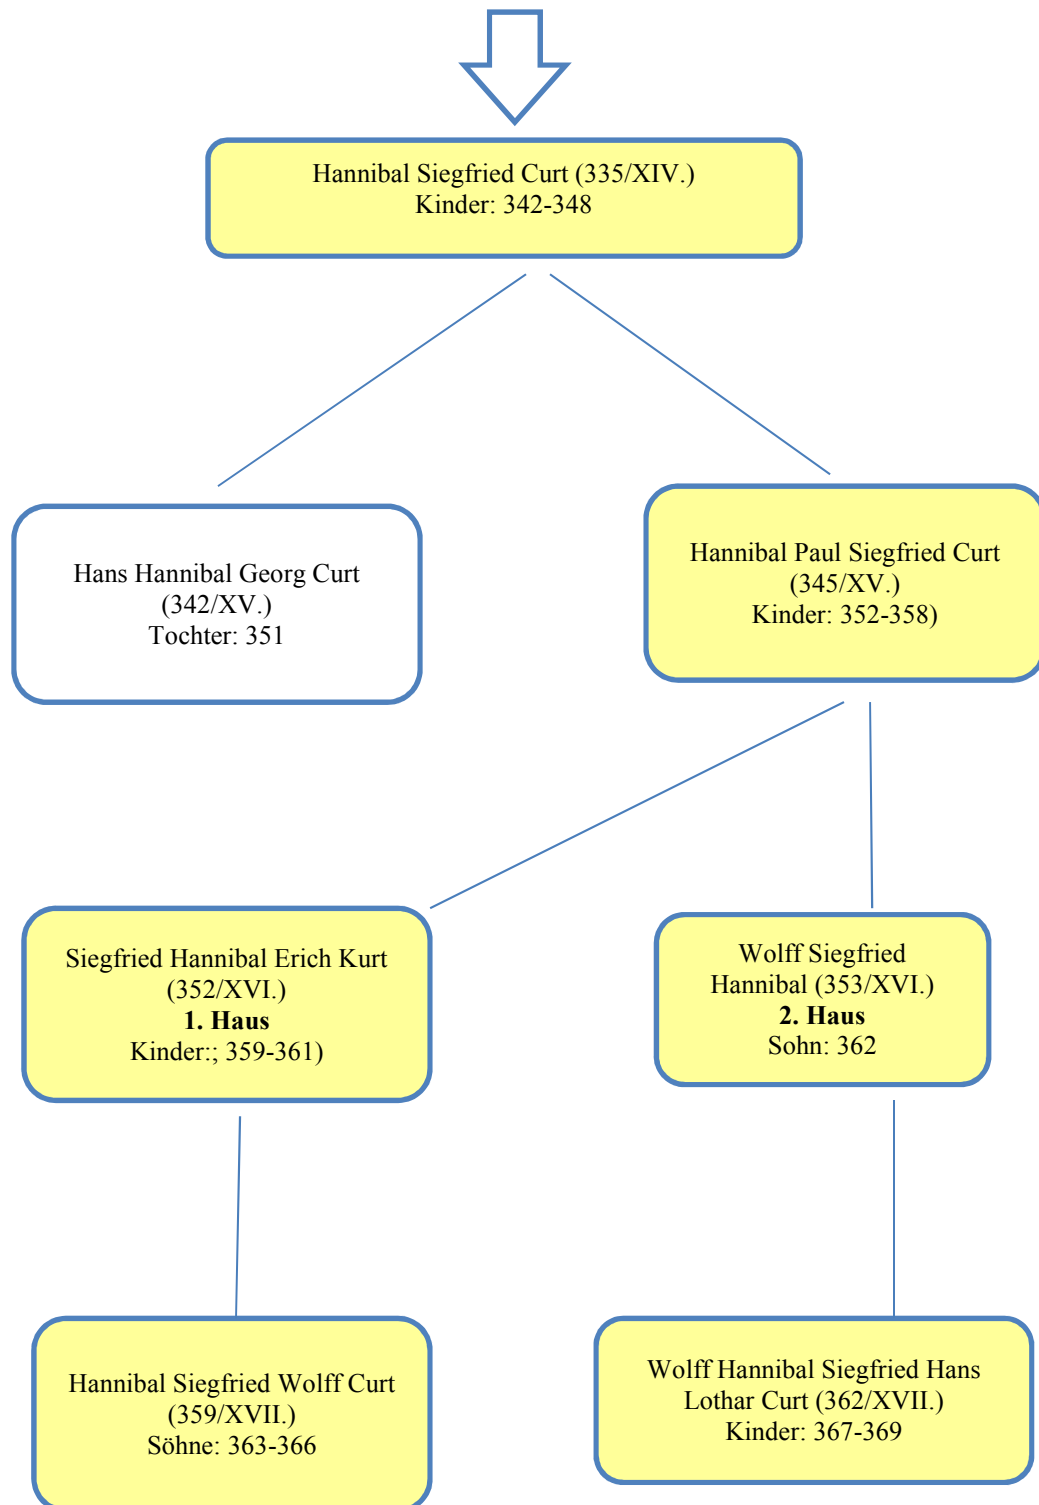 Hannibal Siegfried Curt (335/XIV.)
Kinder: 342-348
Hans Hannibal Georg Curt
(342/XV.)
Tochter: 351
Hannibal Paul Siegfried Curt
(345/XV.)
Kinder: 352-358)
Siegfried Hannibal Erich Kurt
(352/XVI.)
1. Haus
Kinder:; 359-361)
Wolff Siegfried
Hannibal (353/XVI.)
2. Haus
Sohn: 362
Hannibal Siegfried Wolff Curt
(359/XVII.)
Söhne: 363-366
Wolff Hannibal Siegfried Hans
Lothar Curt (362/XVII.)
Kinder: 367-369